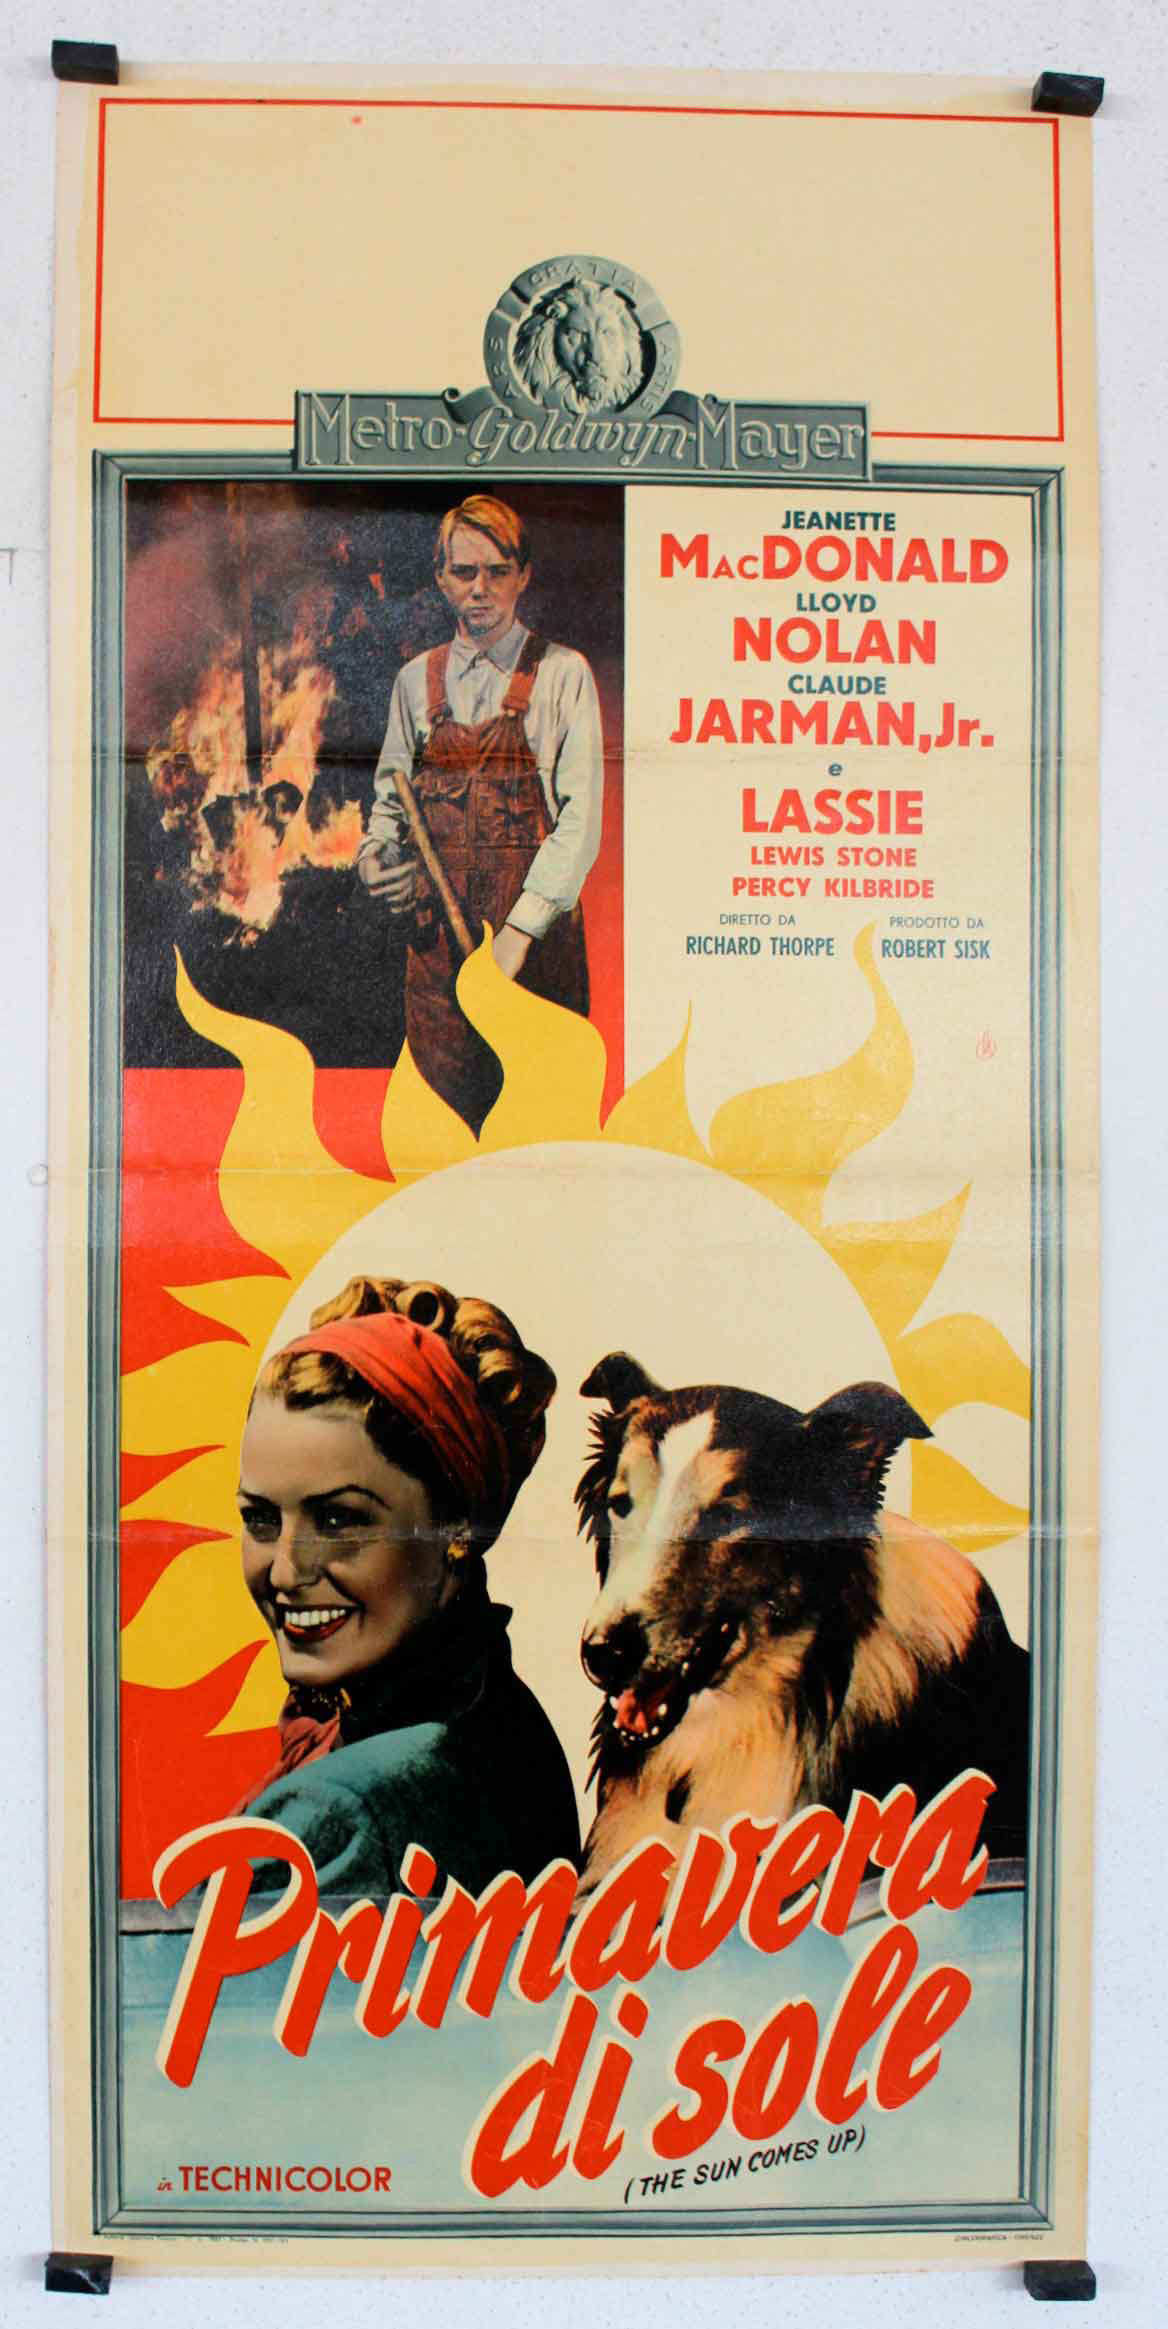 ARS GRATIA ARTIS
Metro-Goldwyn-Mayer
JEANETTE
MacDONALD
LLOYD
NOLAN
CLAUDE
JARMAN, Jr.
e
LASSIE
LEWIS STONE
PERCY KILBRIDE
DIRETTO DA
RICHARD THORPE
PRODOTTO DA
ROBERT SISK
Primavera
di sole
(THE SUN COMES UP)
in TECHNICOLOR